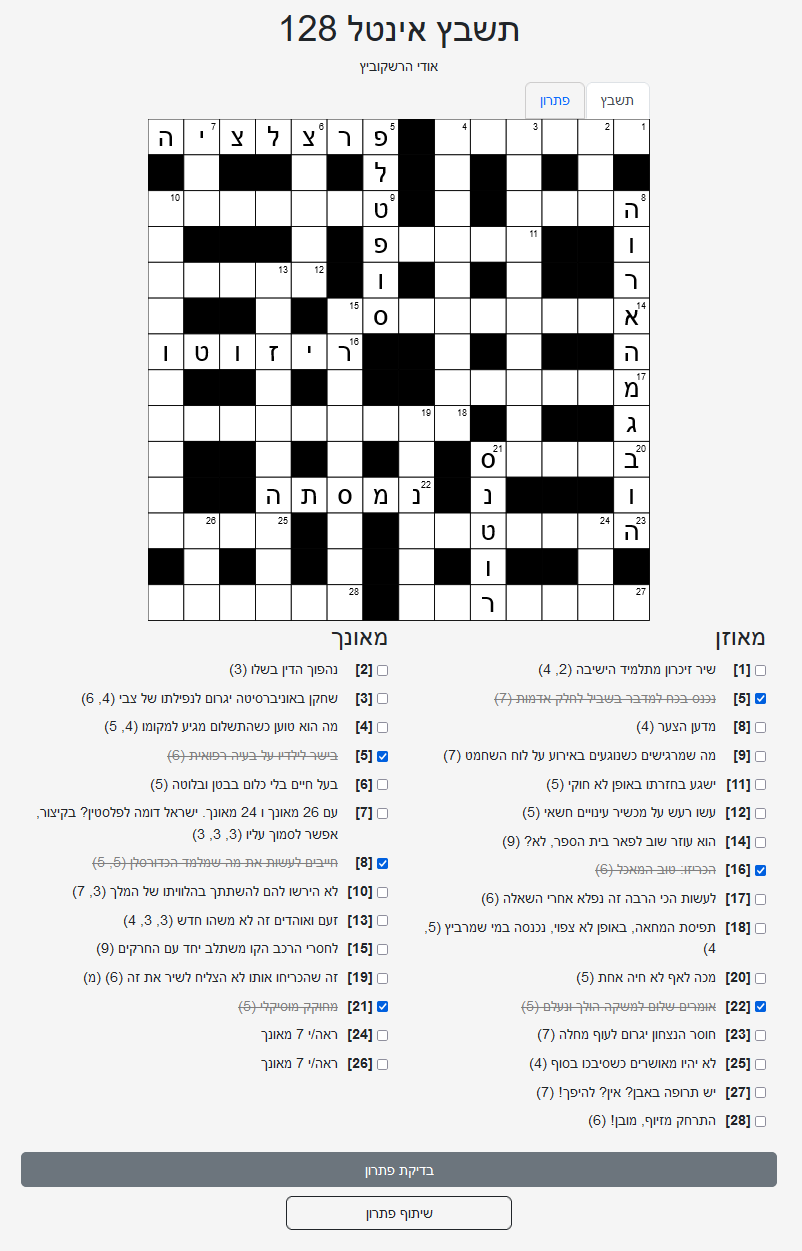 תשבץ אינטל 128
אודי הרשקוביץ
תשבץ
פתרון
1 2 3 4 5 פ ר 6 צ ל צ 7 י ה
ל
8 ה 9 ט 10
ו 11 פ
ר ו 12 13
14 א ס 15
ה 16 ר י ז ו ט ו
17 מ
ג 18 19
20 ב 21 ס
ו נ 22 נ מ ס ת ה
23 ה 24 ט 25 26
ו
27 ר 28
מאוזן
[1] שיר זיכרון מתלמיד הישיבה (2, 4)
[5] נכנס בכח למדבר בשביל לחלק אדמות (7)
[8] מדען הצער (4)
[9] מה שמרגישים כשנוגעים באירוע על לוח השחמט (7)
[11] ישגע בחזרתו באופן לא חוקי (5)
[12] עשו רעש על מכשיר עינויים חשאי (5)
[14] הוא עוזר שוב לפאר בית הספר, לא? (9)
[16] הכריזו: טוב המאכל (6)
[17] לעשות הכי הרבה זה נפלא אחרי השאלה (6)
[18] תפיסת המחאה, באופן לא צפוי, נכנסה במי שמרביץ (5,
4)
[20] מכה לאף לא חיה אחת (5)
[22] אומרים שלום למשקה הולך ונעלם (5)
[23] חוסר הנצחון יגרום לעוף מחלה (7)
[25] לא יהיו מאושרים כשסיבכו בסוף (4)
[27] יש תרופה באבן? אין? להיפך! (7)
[28] התרחק מזיוף, מובן! (6)
מאונך
[2] נהפוך הדין בשלו (3)
[3] שחקן באוניברסיטה יגרום לנפילתו של צבי (4, 6)
[4] מה הוא טוען כשהתשלום מגיע למקומו (4, 5)
[5] בישר לילדיו על בעיה רפואית (6)
[6] בעל חיים בלי כלום בבטן ובלוטה (5)
[7] עם 26 מאונך ו 24 מאונך. ישראל דומה לפלסטין? בקיצור,
אפשר לסמוך עליו (3, 3, 3)
[8] חייבים לעשות את מה שמלמד הכדורסלן (5, 5)
[10] לא הירשו להם להשתתך בהלוויתו של המלך (3, 7)
[13] זעם ואוהדים זה לא משהו חדש (3, 3, 4)
[15] לחסרי הרכב הקו משתלב יחד עם החרקים (9)
[19] זה שהכריחו אותו לא הצליח לשיר את זה (6) (מ)
[21] מחוקק מוסיקלי (5)
[24] ראה/י 7 מאונך
[26] ראה/י 7 מאונך
בדיקת פתרון
שיתוף פתרון